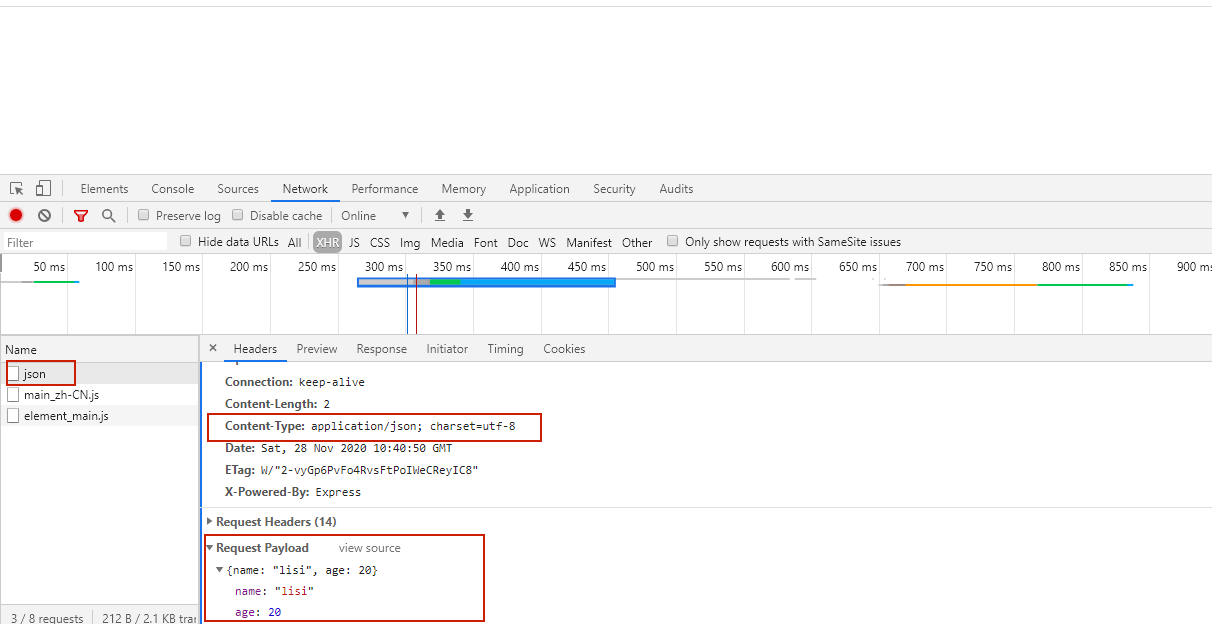 Elements Console Sources Network Performance Memory Application Security Audits
Preserve log Disable cache Online ▼
Filter Hide data URLs All XHR JS CSS Img Media Font Doc WS Manifest Other Only show requests with SameSite issues
50 ms 100 ms 150 ms 200 ms 250 ms 300 ms 350 ms 400 ms 450 ms 500 ms 550 ms 600 ms 650 ms 700 ms 750 ms 800 ms 850 ms 900 ms
Name
json
main_zh-CN.js
element_main.js
3 / 8 requests 212 B / 2.1 KB tran
× Headers Preview Response Initiator Timing Cookies
Connection: keep-alive
Content-Length: 2
Content-Type: application/json; charset=utf-8
Date: Sat, 28 Nov 2020 10:40:50 GMT
ETag: W/"2-vyGp6PvFo4RvsFtPoIWeCReyIC8"
X-Powered-By: Express
Request Headers (14)
Request Payload view source
{name: "lisi", age: 20}
name: "lisi"
age: 20